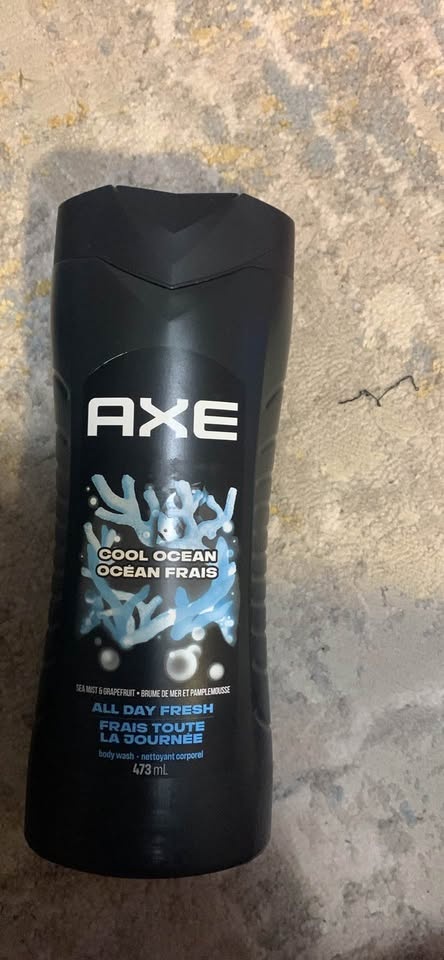 AXE
COOL OCEAN
OCÉAN FRAIS
SEA MIST & GRAPEFRUIT • BRUME DE MER ET PAMPLEMOUSSE
ALL DAY FRESH
FRAIS TOUTE
LA JOURNÉE
body wash • nettoyant corporel
473 mL